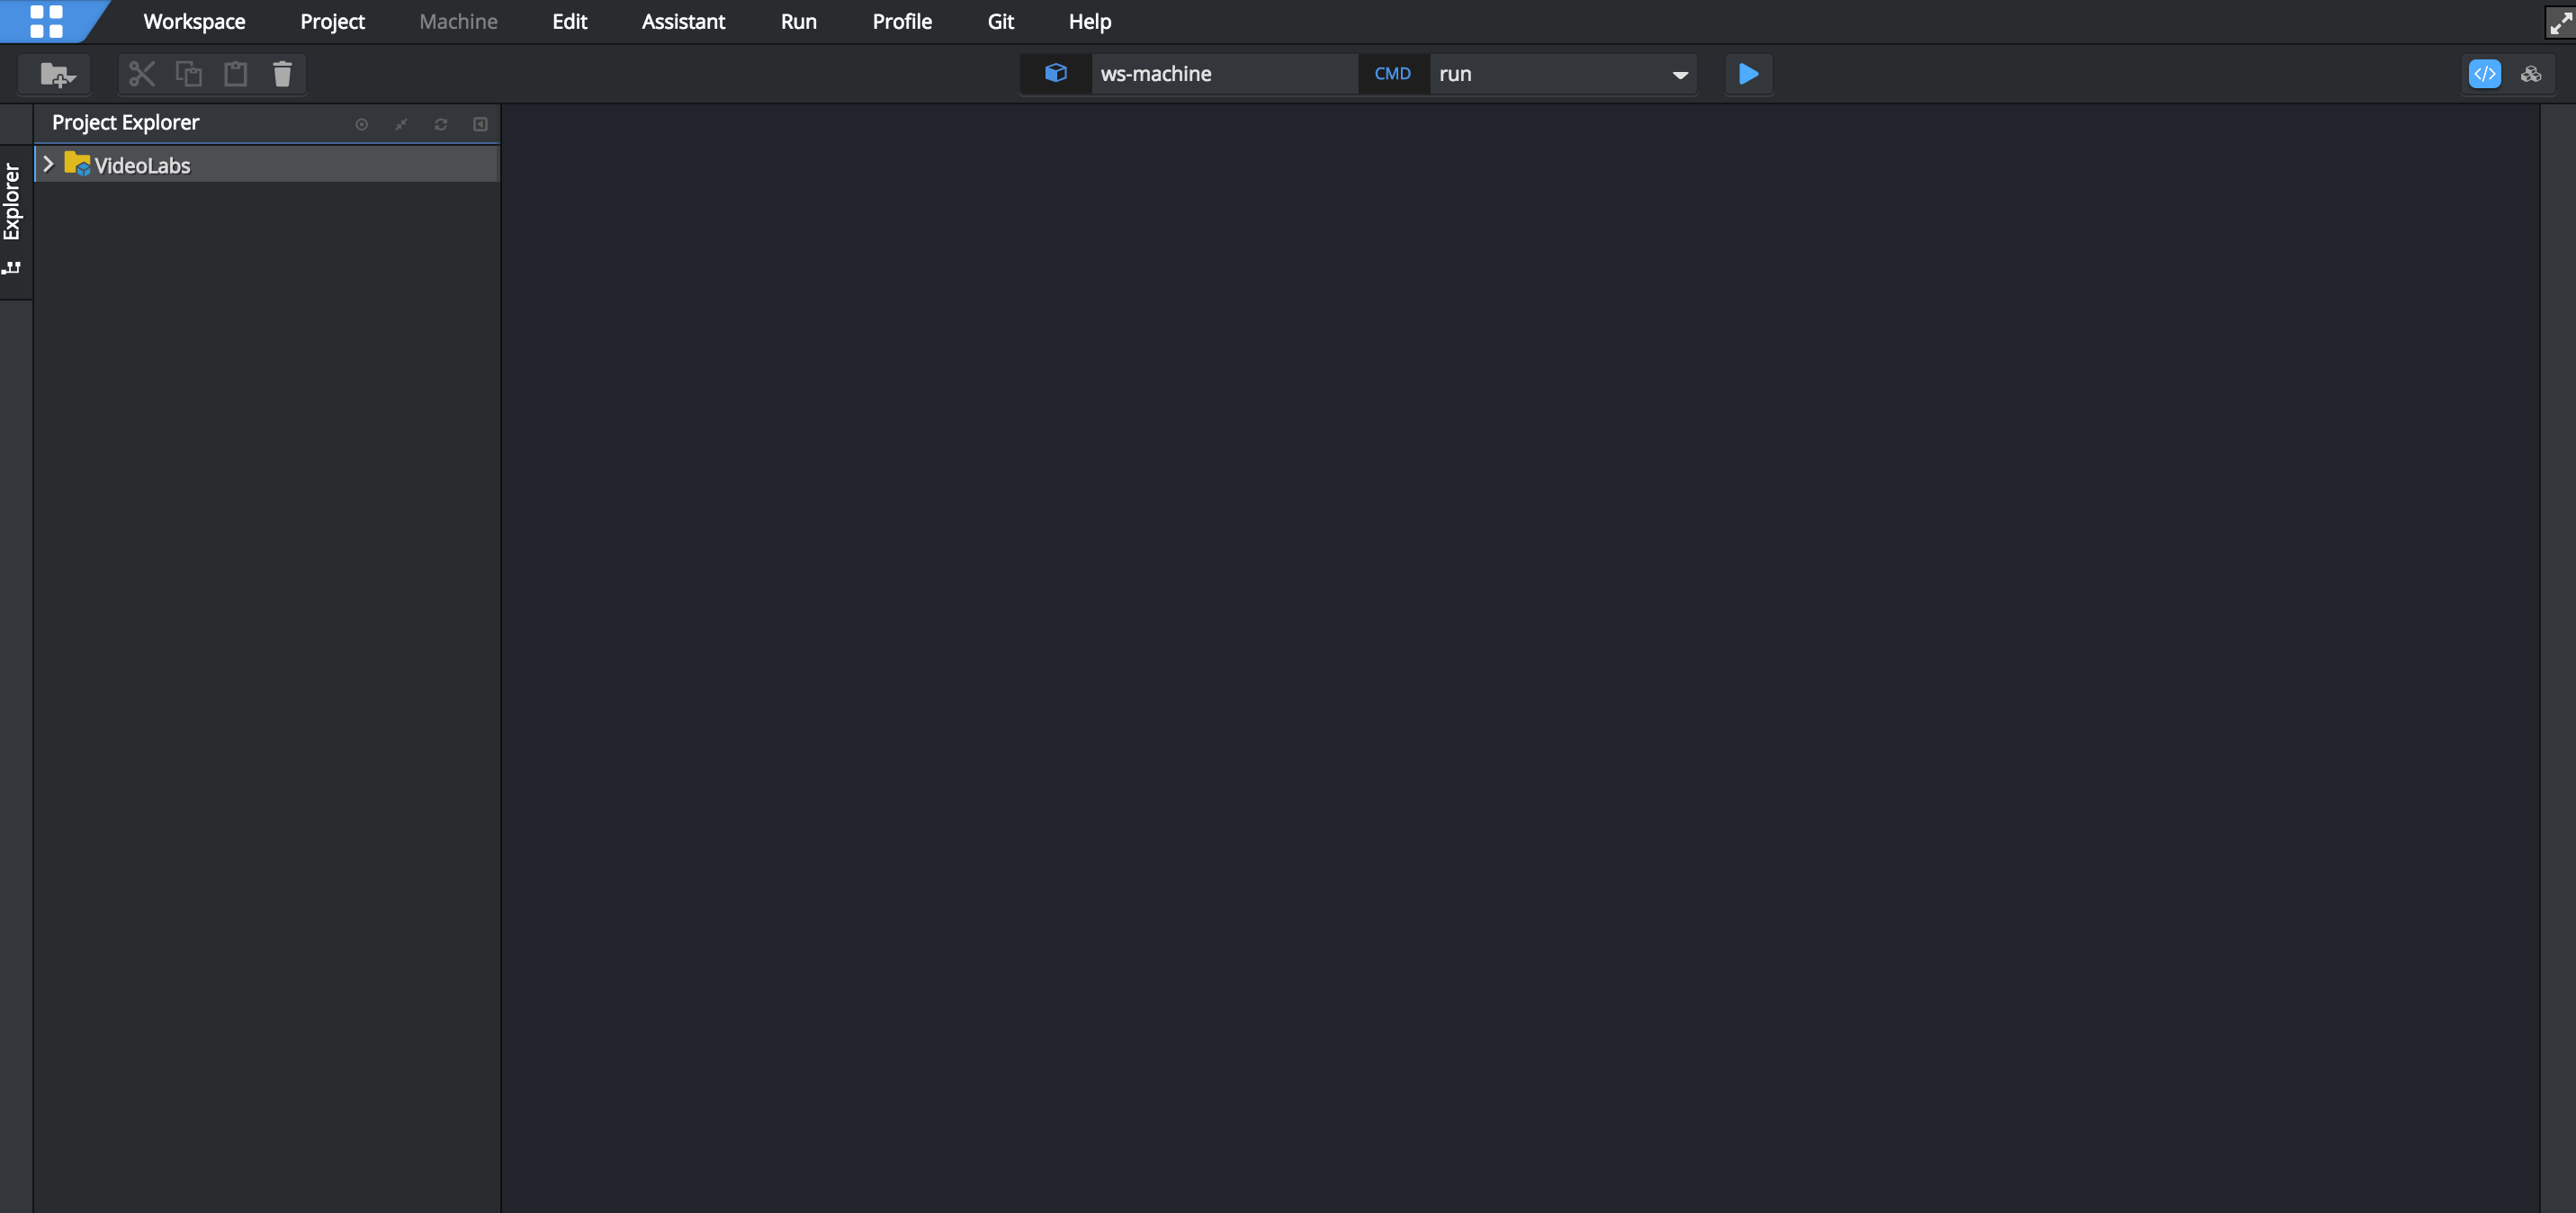 Workspace Project Machine Edit Assistant Run Profile Git Help
ws-machine CMD run
Project Explorer
VideoLabs
Explorer